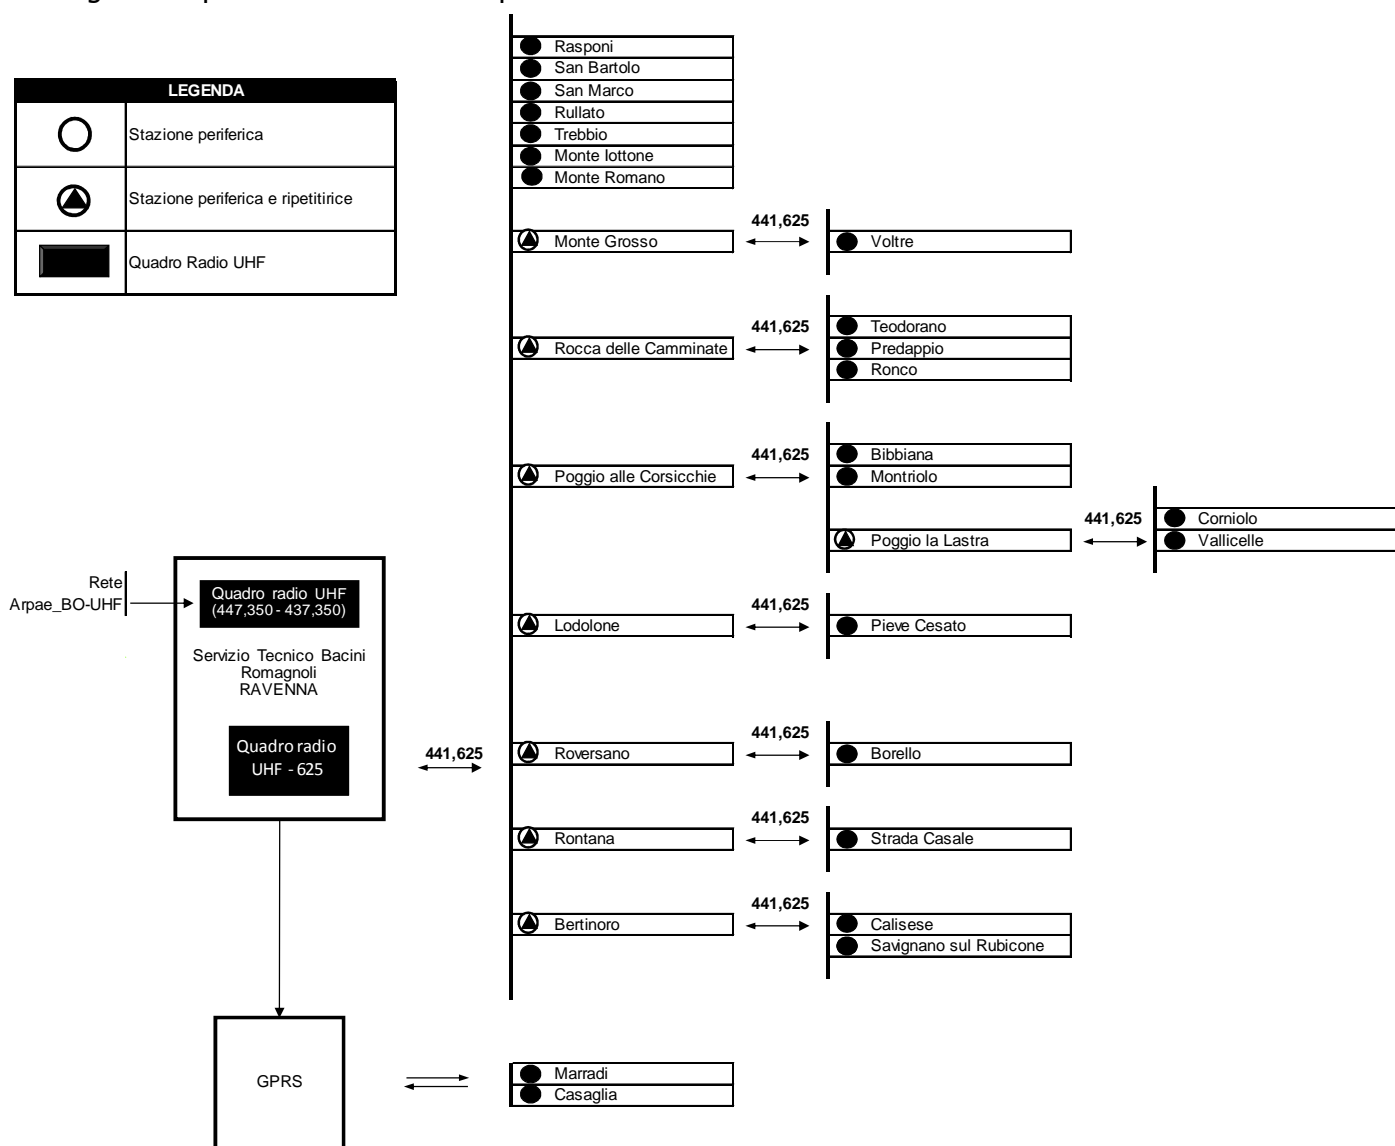 LEGENDA
Stazione periferica
Stazione periferica e ripetitirice
Quadro Radio UHF
Rasponi
San Bartolo
San Marco
Rullato
Trebbio
Monte Iottone
Monte Romano
Monte Grosso
441,625
Voltre
Rocca delle Camminate
441,625
Teodorano
Predappio
Ronco
Poggio alle Corsicchie
441,625
Bibbiana
Montriolo
Poggio la Lastra
441,625
Corniolo
Vallicelle
Lodolone
441,625
Pieve Cesato
Roversano
441,625
Borello
Rontana
441,625
Strada Casale
Bertinoro
441,625
Calisese
Savignano sul Rubicone
Rete
Arpae_BO-UHF
Quadro radio UHF
(447,350 - 437,350)
Servizio Tecnico Bacini
Romagnoli
RAVENNA
Quadro radio
UHF - 625
441,625
GPRS
Marradi
Casaglia